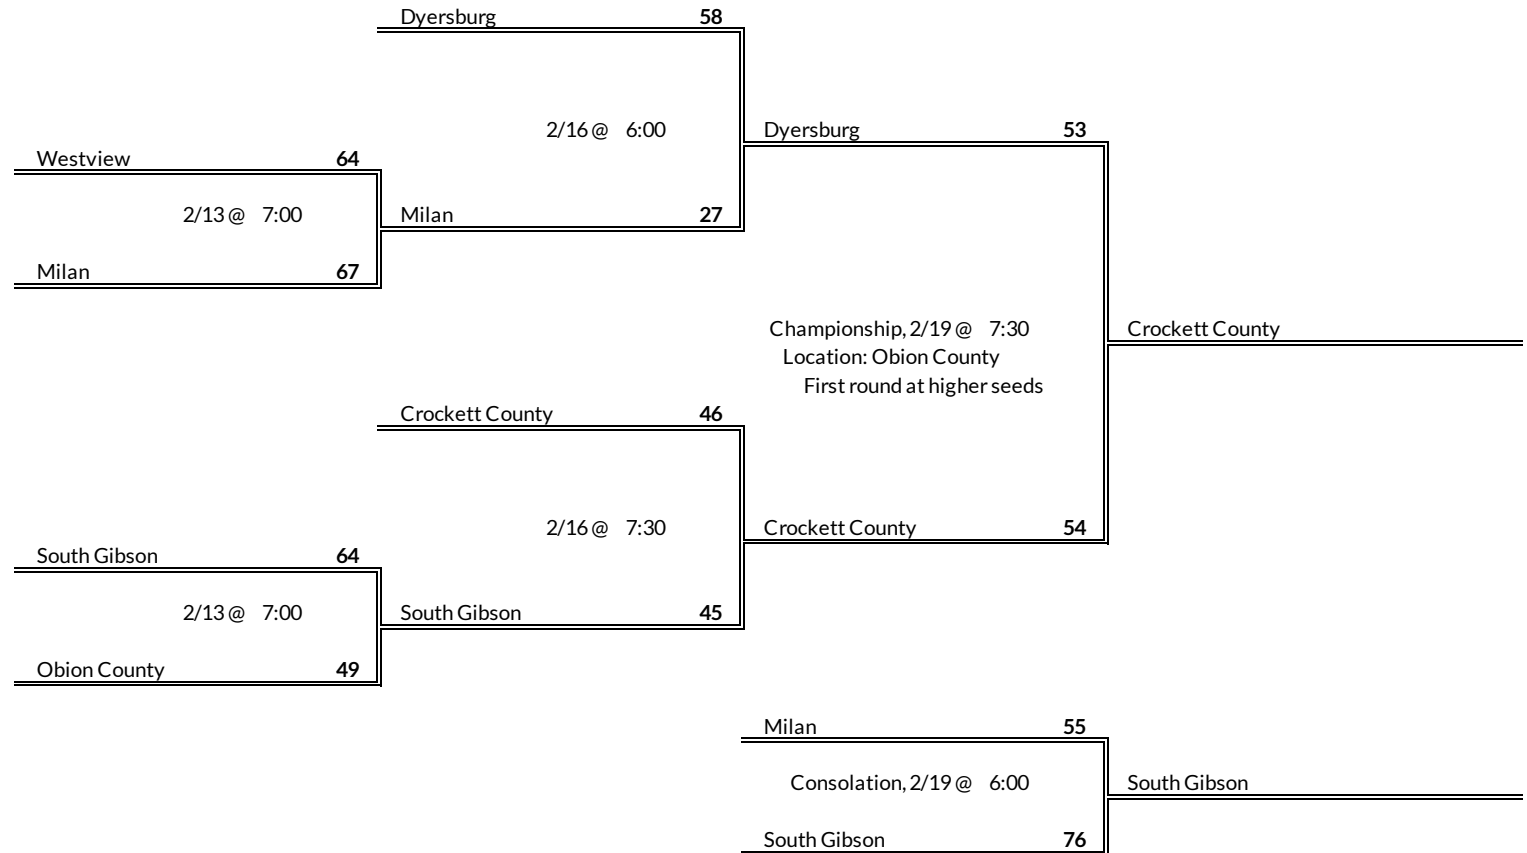 Dyersburg 58
2/16 @ 6:00
Dyersburg 53
Westview 64
2/13 @ 7:00
Milan 27
Milan 67
Championship, 2/19 @ 7:30
Crockett County
Location: Obion County
First round at higher seeds
Crockett County 46
2/16 @ 7:30
Crockett County 54
South Gibson 64
2/13 @ 7:00
South Gibson 45
Obion County 49
Milan 55
Consolation, 2/19 @ 6:00
South Gibson
South Gibson 76